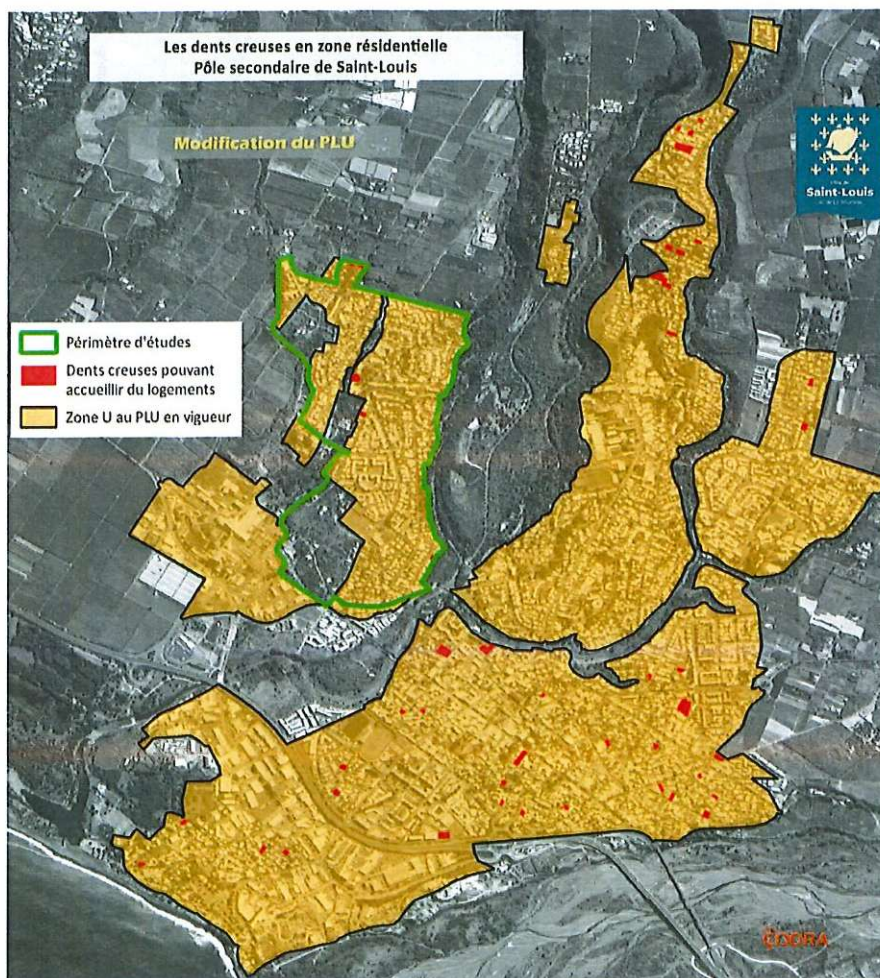 Les dents creuses en zone résidentielle
Pôle secondaire de Saint-Louis
Modification du PLU
Saint-Louis
Périmètre d'études
Dents creuses pouvant
accueillir du logements
Zone U au PLU en vigueur
CODRA